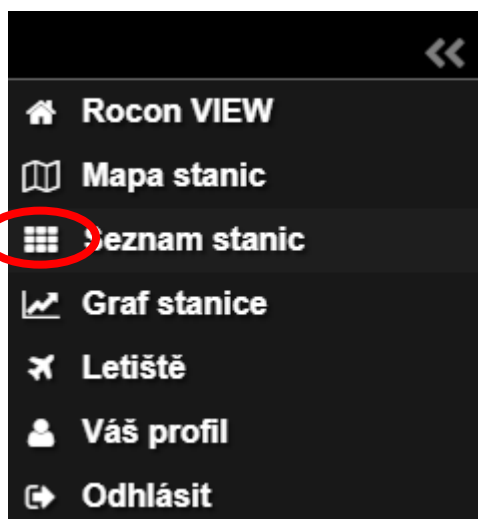 Rocon VIEW
Mapa stanic
Seznam stanic
Graf stanice
Letiště
Váš profil
Odhlásit